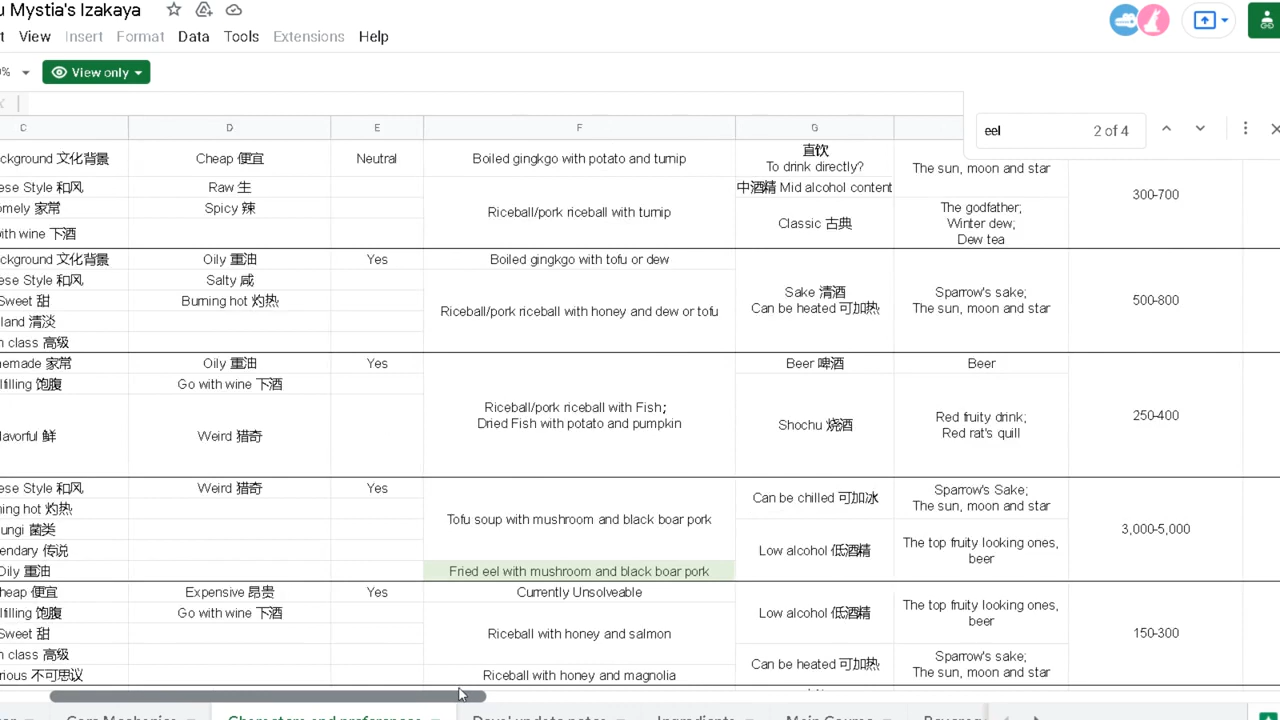 u Mystia's Izakaya
t View Insert Format Data Tools Extensions Help
% View only
eel 2 of 4
C D E F G
ckground 文化背景 Cheap 便宜 Neutral Boiled gingkgo with potato and turnip 直饮
To drink directly? The sun, moon and star 300-700
ese Style 和风 Raw 生 Riceball/pork riceball with turnip 中酒精 Mid alcohol content
omely 家常 Spicy 辣 Classic 古典 The godfather;
Winter dew;
Dew tea
with wine 下酒
ckground 文化背景 Oily 重油 Yes Boiled gingkgo with tofu or dew Sake 清酒
Can be heated 可加热 Sparrow's sake;
The sun, moon and star 500-800
ese Style 和风 Salty 咸 Riceball/pork riceball with honey and dew or tofu
Sweet 甜 Burning hot 灼热
land 清淡
n class 高级
nemade 家常 Oily 重油 Yes Riceball/pork riceball with Fish;
Dried Fish with potato and pumpkin Beer 啤酒 Beer 250-400
lfilling 饱腹 Go with wine 下酒 Shochu 烧酒 Red fruity drink;
Red rat's quill
lavorful 鲜 Weird 猎奇
ese Style 和风 Weird 猎奇 Yes Tofu soup with mushroom and black boar pork Can be chilled 可加冰 Sparrow's Sake;
The sun, moon and star 3,000-5,000
ning hot 灼热
ungi 菌类 Low alcohol 低酒精 The top fruity looking ones,
beer
endary 传说
Oily 重油 Fried eel with mushroom and black boar pork
heap 便宜 Expensive 昂贵 Yes Currently Unsolveable Low alcohol 低酒精 The top fruity looking ones,
beer 150-300
lfilling 饱腹 Go with wine 下酒 Riceball with honey and salmon
Sweet 甜
n class 高级 Can be heated 可加热 Sparrow's sake;
The sun, moon and star
rious 不可思议 Riceball with honey and magnolia
Core Mechanics Characters and preferences Days' update notes Ingredients Main Course Beverag